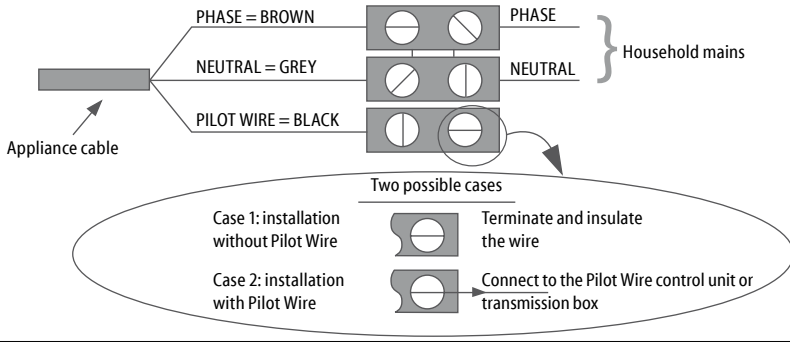 PHASE = BROWN
PHASE
Household mains
NEUTRAL = GREY
NEUTRAL
PILOT WIRE = BLACK
Appliance cable
Two possible cases
Case 1: installation
without Pilot Wire
Terminate and insulate
the wire
Case 2: installation
with Pilot Wire
Connect to the Pilot Wire control unit or
transmission box